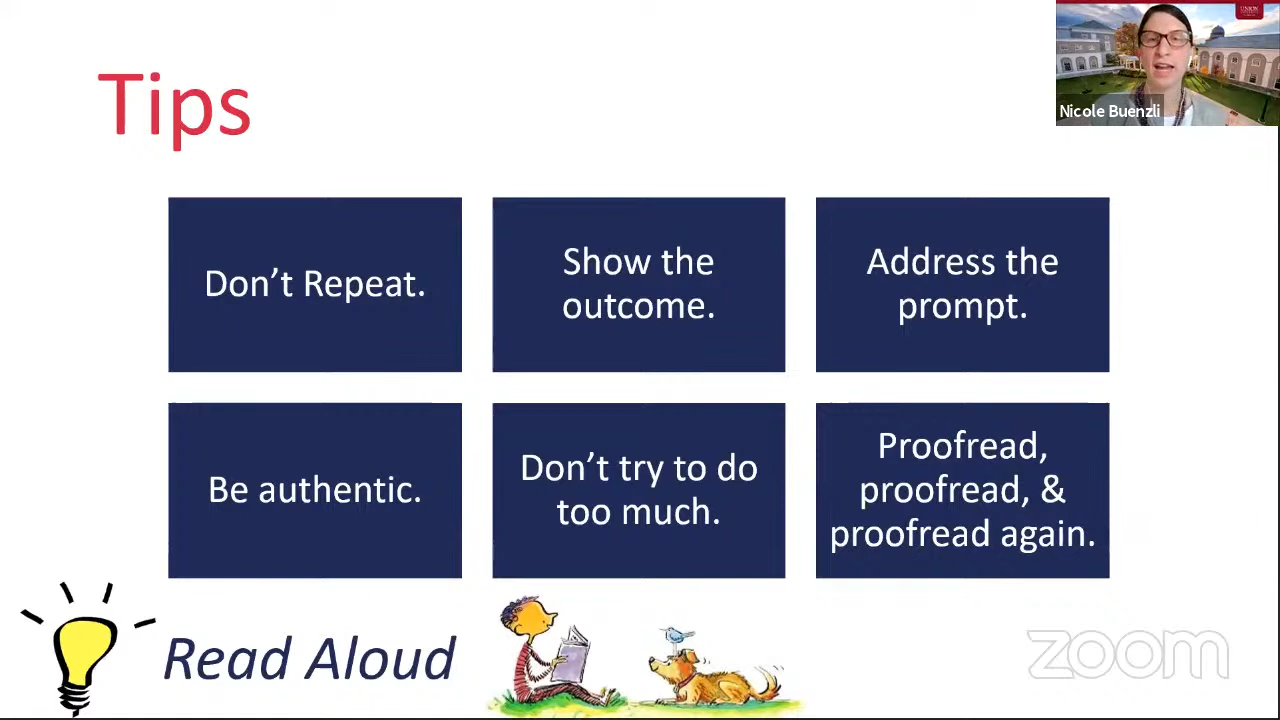 Tips
UNION
Nicole Buenzli
Don't Repeat.
Show the
outcome.
Address the
prompt.
Be authentic.
Don't try to do
too much.
Proofread,
proofread, &
proofread again.
Read Aloud
zoom